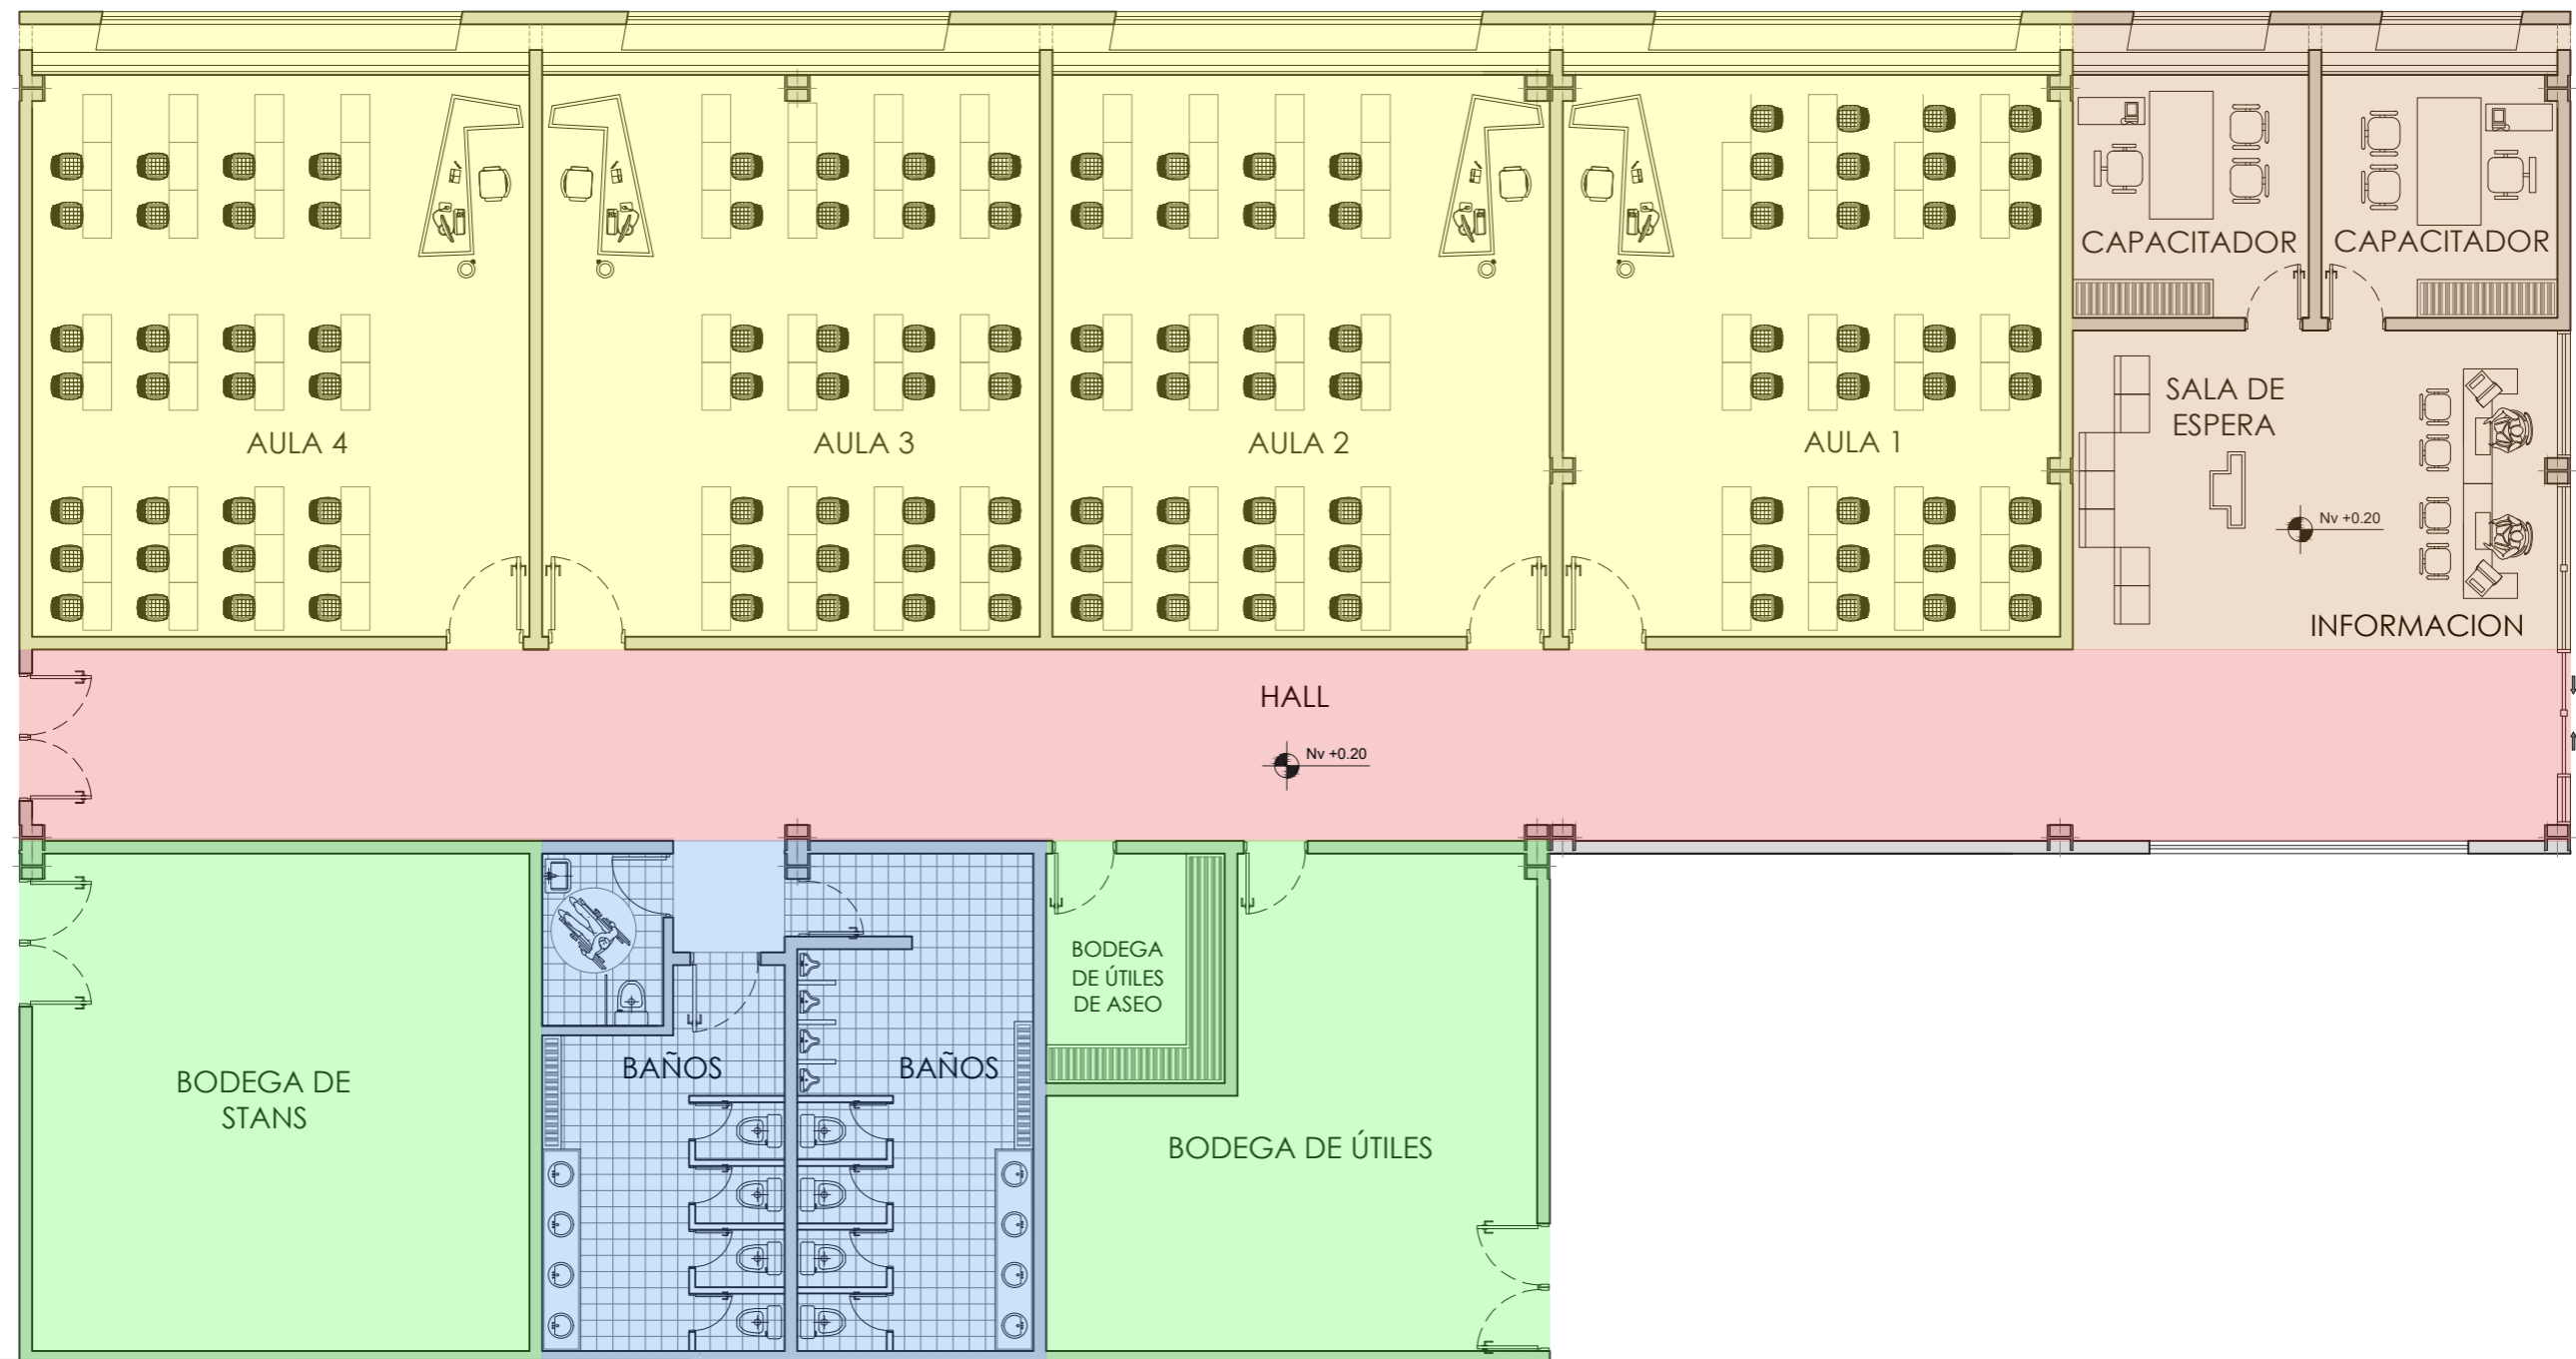 CAPACITADOR
CAPACITADOR
SALA DE
ESPERA
AULA 4
AULA 3
AULA 2
AULA 1
Nv +0.20
INFORMACION
HALL
Nv +0.20
BODEGA
DE ÚTILES
DE ASEO
BAÑOS
BAÑOS
BODEGA DE
STANS
BODEGA DE ÚTILES